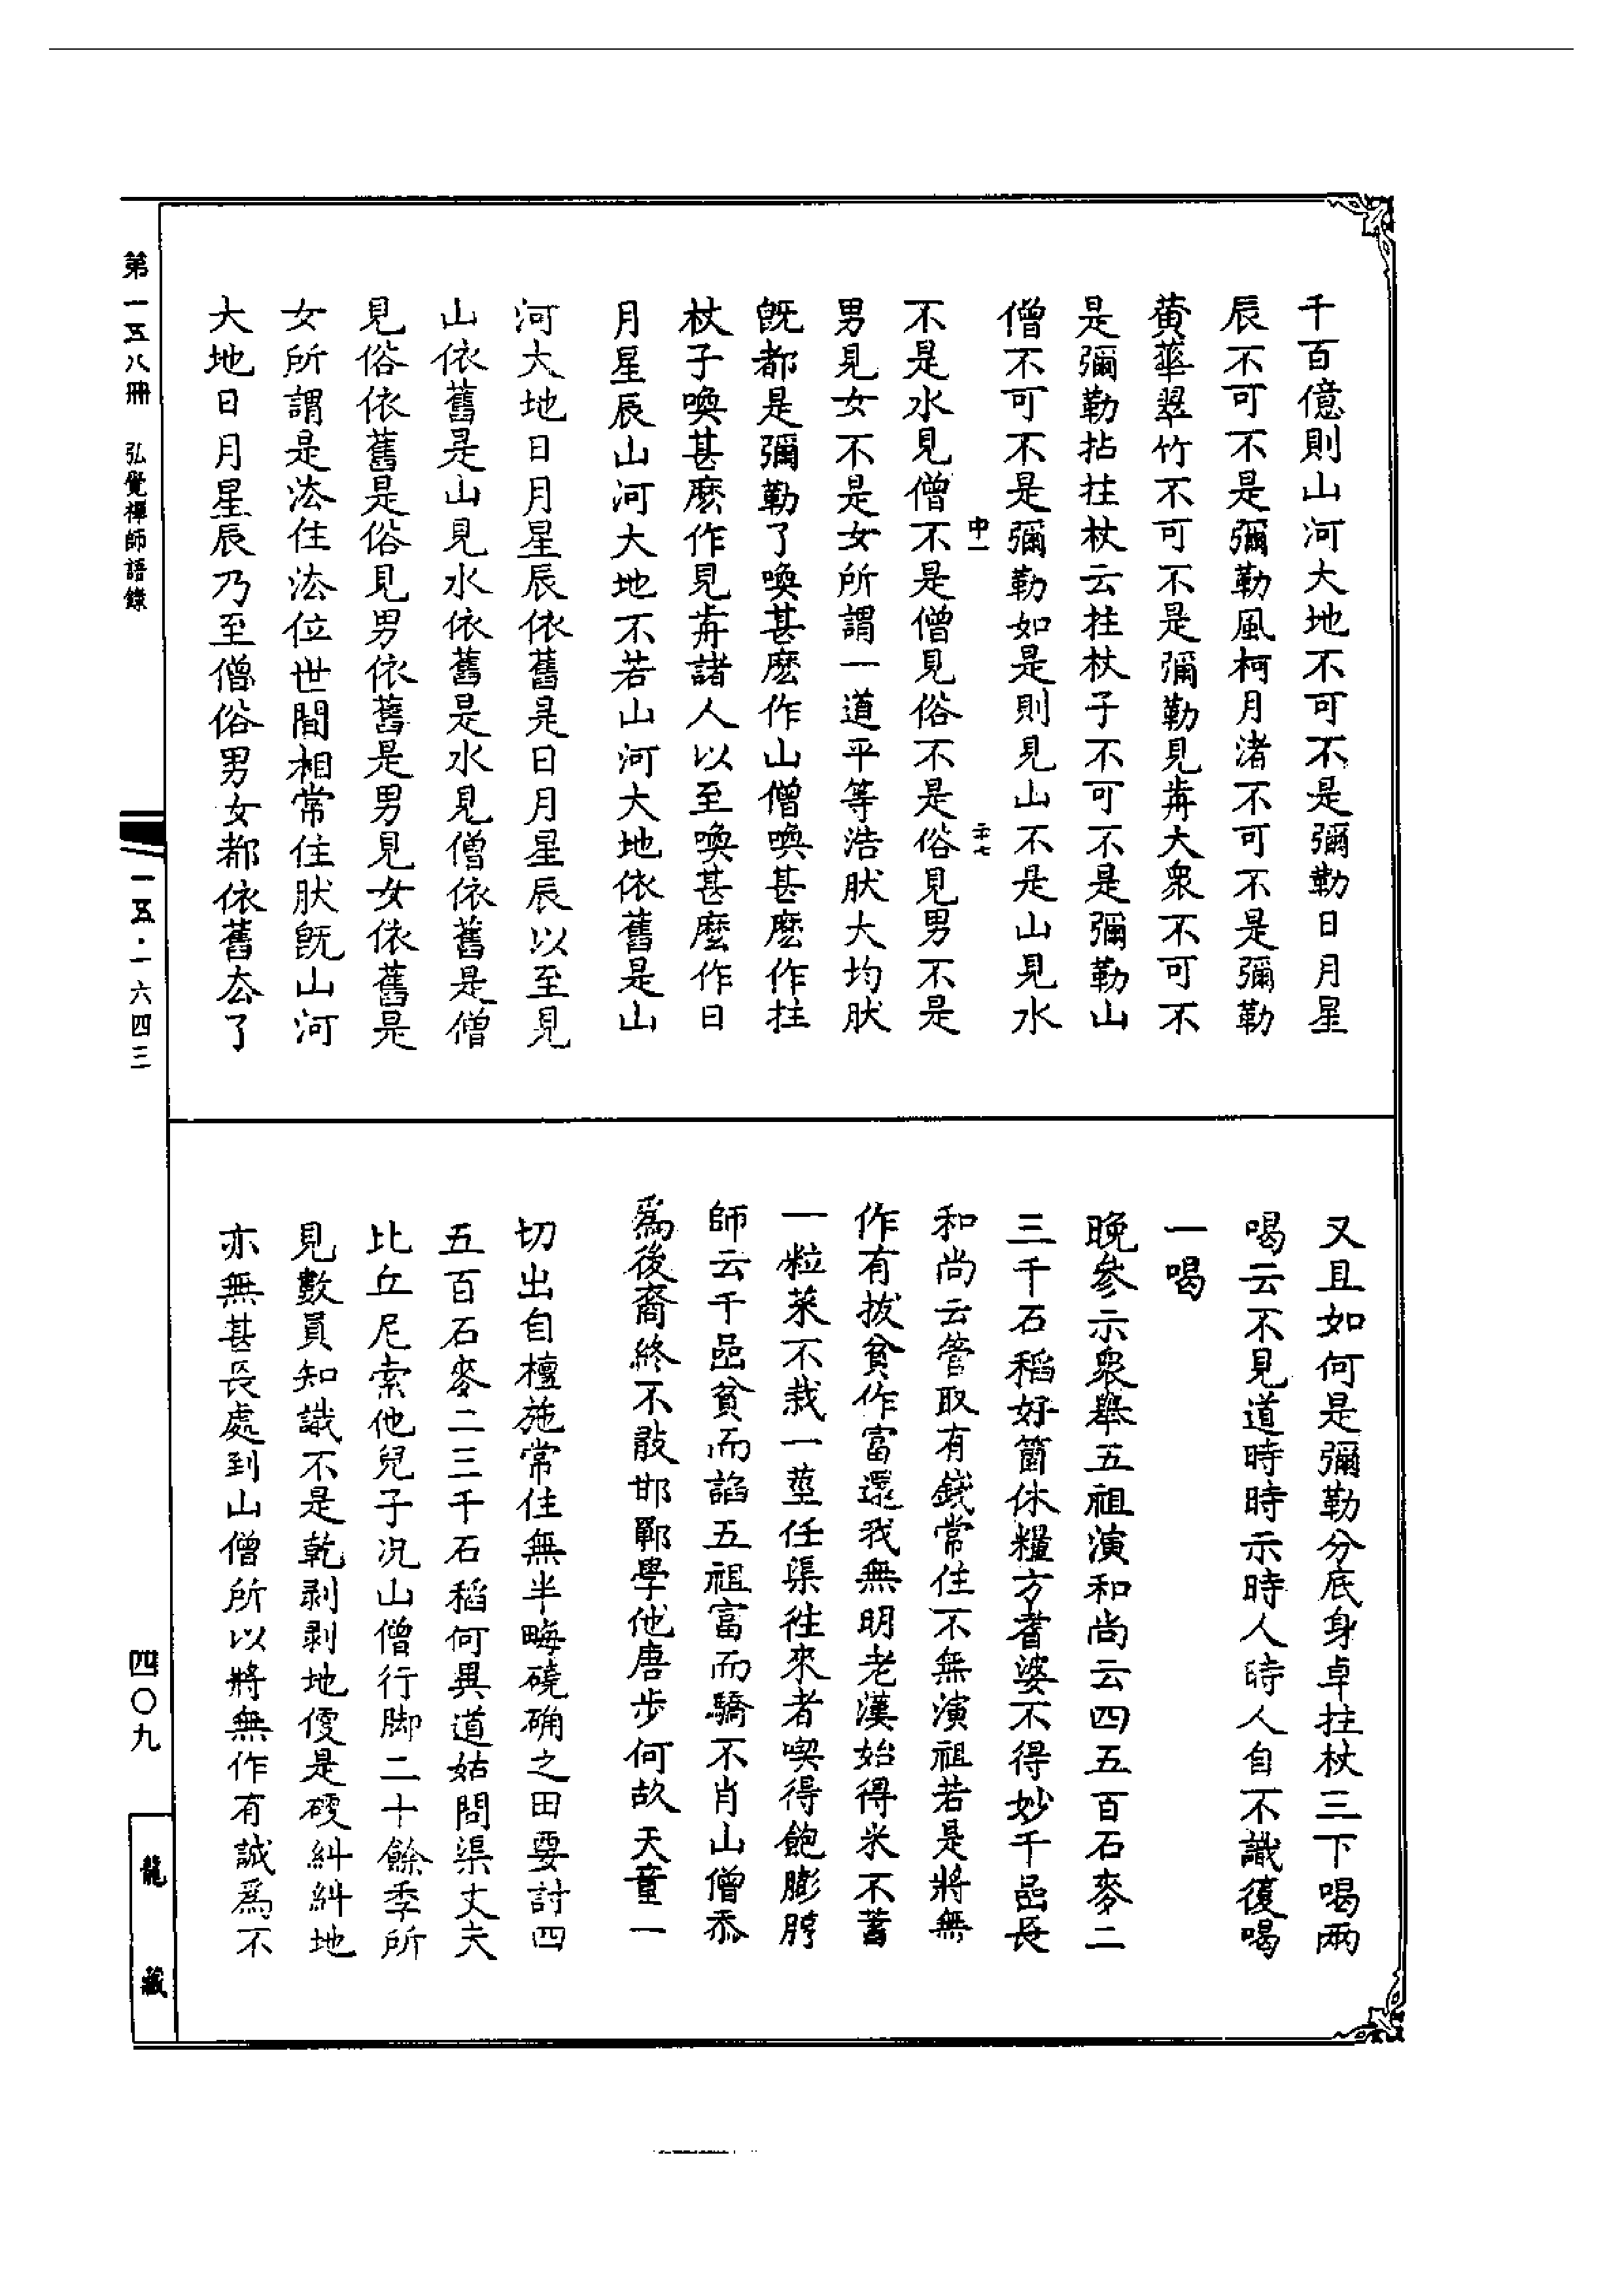 千百億則山河大地不可不是彌勒日月星
辰不可不是彌勒風柯月渚不可不是彌勒
黃華翠竹不可不是彌勒見前大衆不可不
是彌勒拈拄杖云拄杖子不可不是彌勒山
僧不可不是彌勒如是則見山不是山見水
中一
二十七
不是水見僧不是僧見俗不是俗見男不是
男見女不是女所謂一道平等浩肰大均肰
旣都是彌勒了喚甚麽作山僧喚甚麽作拄
杖子喚甚麽作見前諸人以至喚甚麽作日
月星辰山河大地不若山河大地依舊是山
河大地日月星辰依舊是日月星辰以至見
山依舊是山見水依舊是水見僧依舊是僧
見俗依舊是俗見男依舊是男見女依舊是
女所謂是法住法位世間相常住肰旣山河
大地日月星辰乃至僧俗男女都依舊去了
又且如何是彌勒分底身卓拄杖三下喝兩
喝云不見道時時示時人時人自不識復喝
一喝
晚參示衆舉五祖演和尚云四五百石麥二
三千石稻好箇休糧方耆婆不得妙千嵒長
和尚云管取有錢常住不無演祖若是將無
作有拔貧作富還我無明老漢始得米不蓄
一粒菜不栽一莖任渠徃來者喫得飽膨脝
師云千嵒貧而諂五祖富而驕不肖山僧忝
爲後裔終不敢邯鄲學他唐步何故天童一
切出自檀施常住無半畮磽确之田要討四
五百石麥二三千石稻何異道姑問渠丈夫
比丘尼索他兒子况山僧行脚二十餘季所
見數員知識不是乾剥剥地便是硬糾糾地
亦無甚長處到山僧所以將無作有誠爲不
第一五八冊 弘覺禪師語錄
一五五·一六四三
四〇九
龍藏